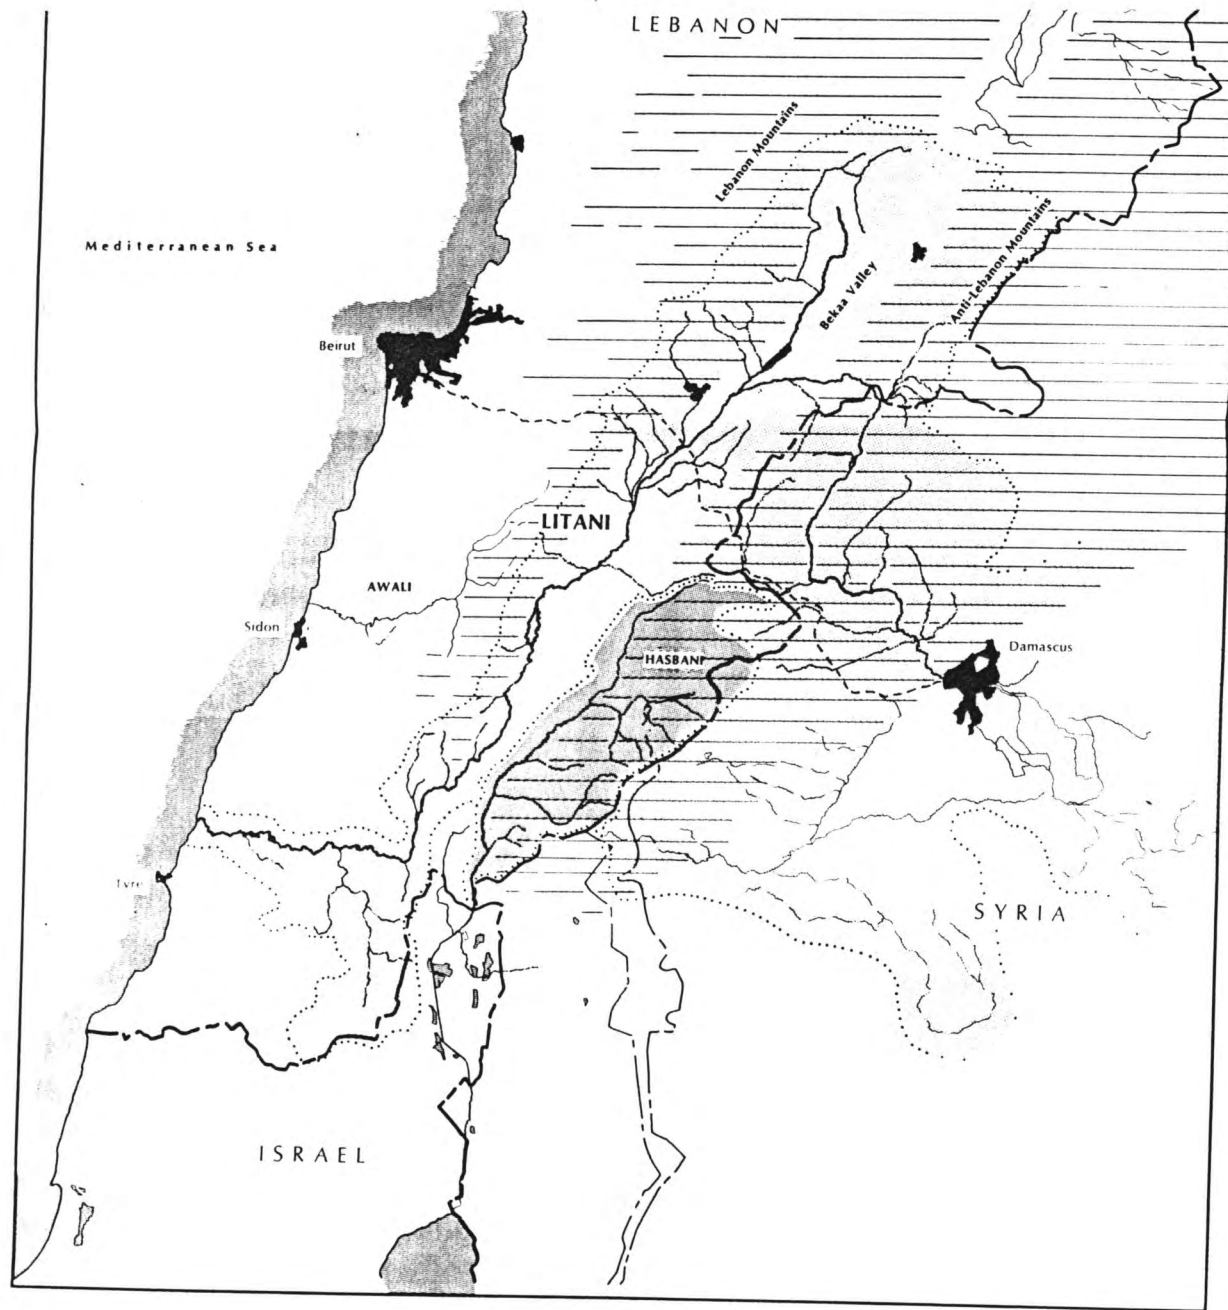 LEBANON
Lebanon Mountains
Mediterranean Sea
Anti-Lebanon Mountains
Bekaa Valley
Beirut
LITANI
AWALI
Sidon
Damascus
HASBANI
Tyre
SYRIA
ISRAEL